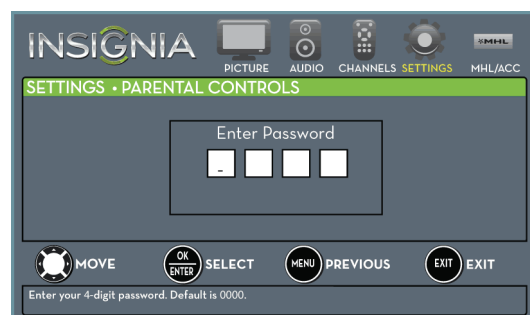 INSIGNIA
MHL
PICTURE AUDIO CHANNELS SETTINGS MHL/ACC
SETTINGS • PARENTAL CONTROLS
Enter Password
-
MOVE OK ENTER SELECT MENU PREVIOUS EXIT EXIT
Enter your 4-digit password. Default is 0000.